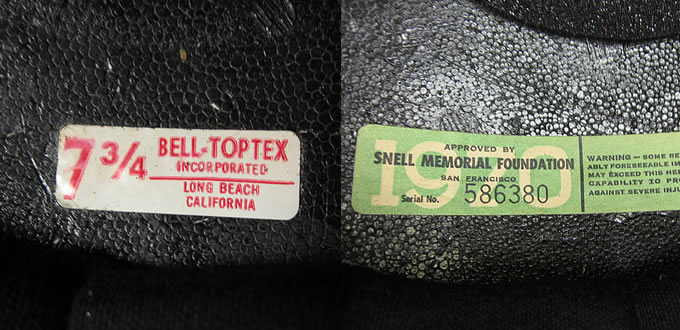 7 3/4
BELL-TOPTEX
INCORPORATED
LONG BEACH
CALIFORNIA
1970
APPROVED BY
SNELL MEMORIAL FOUNDATION
SAN FRANCISCO
Serial No. 586380
WARNING — SOME RE
ABLY FORESEEABLE IM
MAY EXCEED THIS HE
CAPABILITY TO PR
AGAINST SEVERE INJU